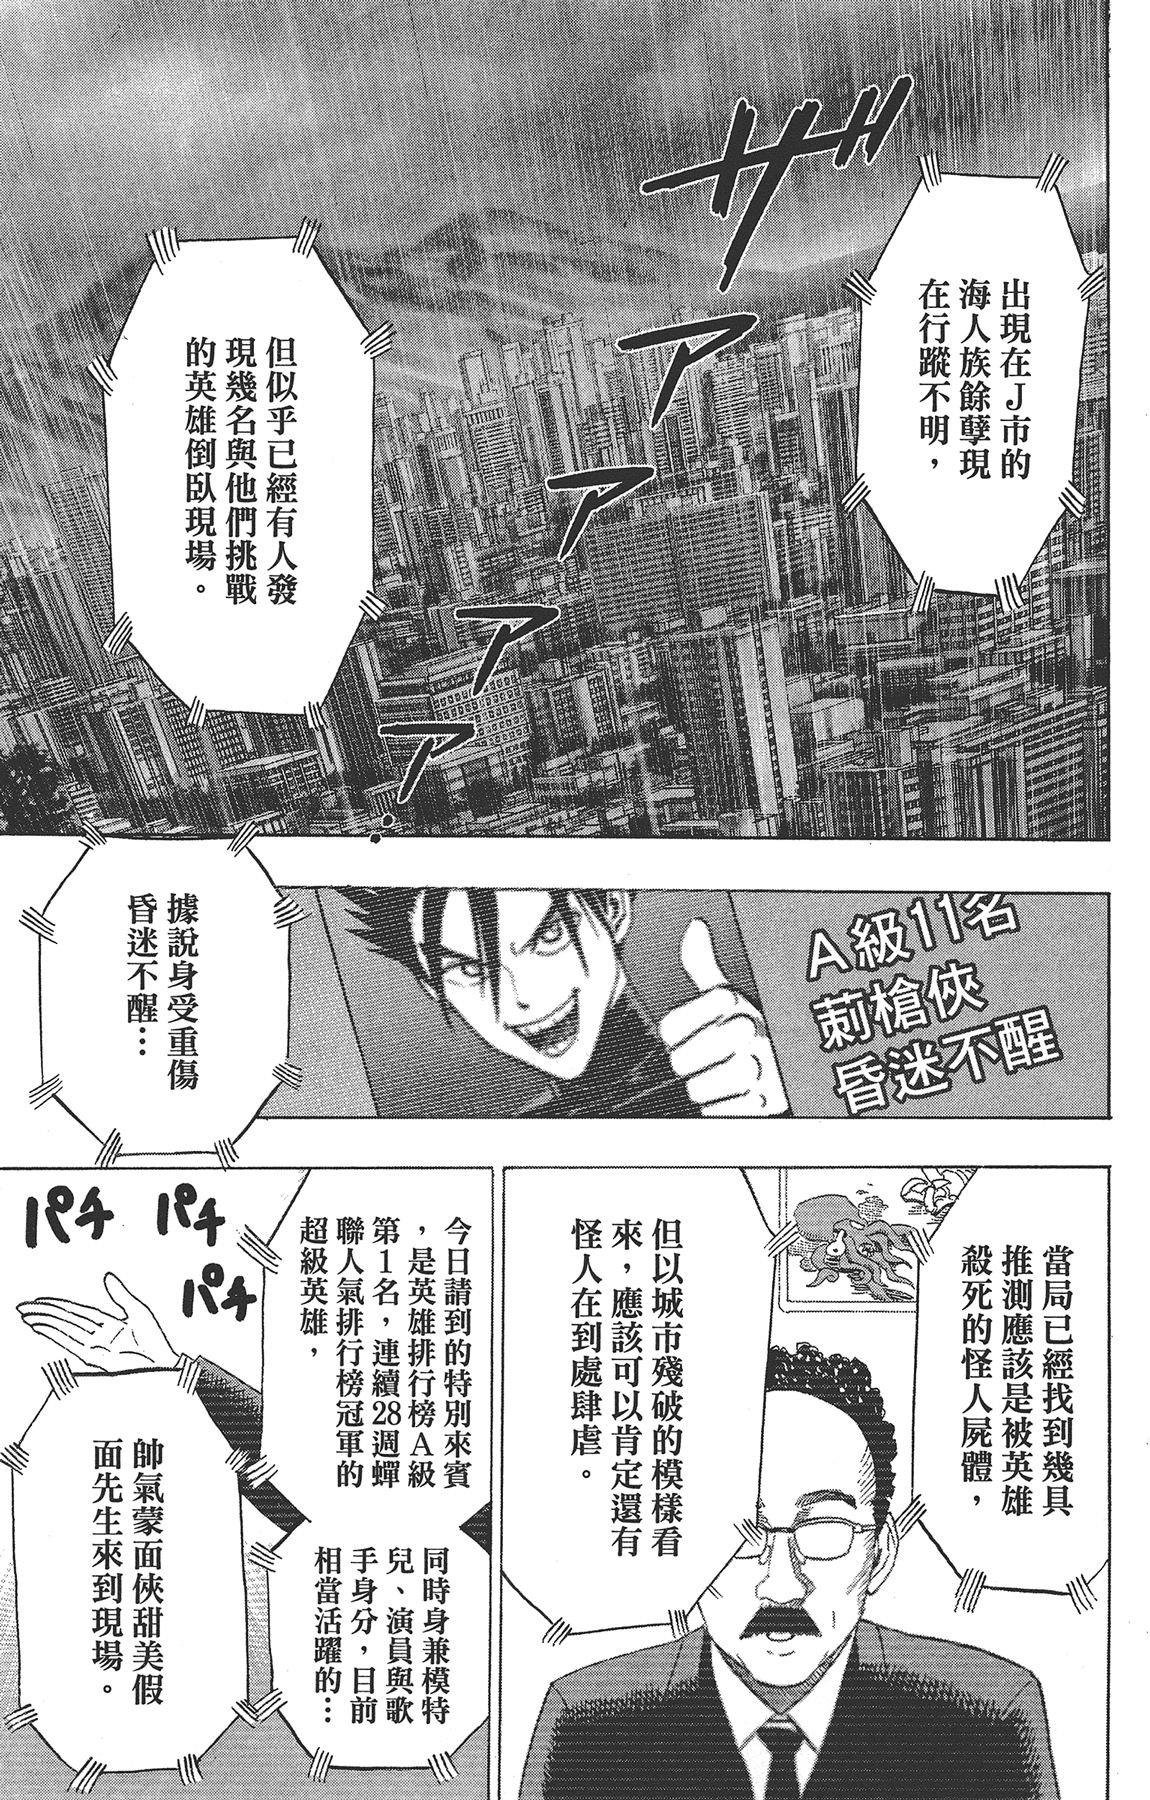 出現在J市的
海人族餘孽現
在行蹤不明，
ザアアアア…
但似乎已經有人發
現幾名與他們挑戰
的英雄倒臥現場。
A級11名
莿槍俠
昏迷不醒
據說身受重傷
昏迷不醒…
當局已經找到幾具
推測應該是被英雄
殺死的怪人屍體，
但以城市殘破的模樣看
來，應該可以肯定還有
怪人在到處肆虐。
今日請到的特別來賓
，是英雄排行榜A級
第1名，連續28週蟬
聯人氣排行榜冠軍的
超級英雄，
同時身兼模特
兒、演員與歌
手身分，目前
相當活躍的…
パチ
パチ
パチ
帥氣蒙面俠甜美假
面先生來到現場。